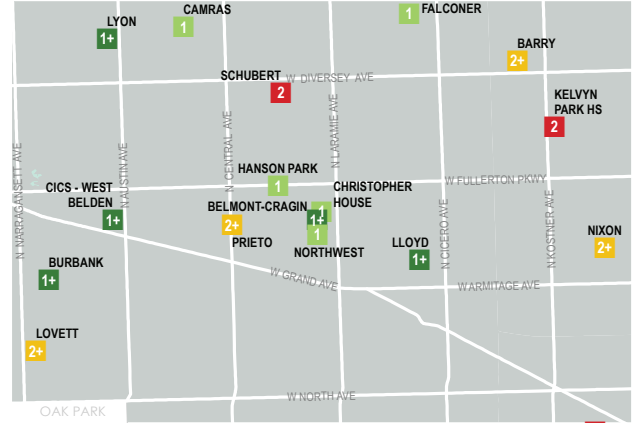 CAMRAS
1
FALCONER
1
LYON
1+
BARRY
2+
SCHUBERT
2
W DIVERSEY AVE
KELVYN
PARK HS
2
N NARRAGANSETT AVE
N AUSTIN AVE
N CENTRAL AVE
N LARAMIE AVE
HANSON PARK
1
W FULLERTON PKWY
CICS - WEST
BELDEN
1+
CHRISTOPHER
HOUSE
1
BELMONT-CRAGIN
1+
2+
PRIETO
1
NORTHWEST
LLOYD
1+
N CICERO AVE
N KOSTNER AVE
NIXON
2+
BURBANK
1+
W GRAND AVE
W ARMITAGE AVE
LOVETT
2+
W NORTH AVE
OAK PARK